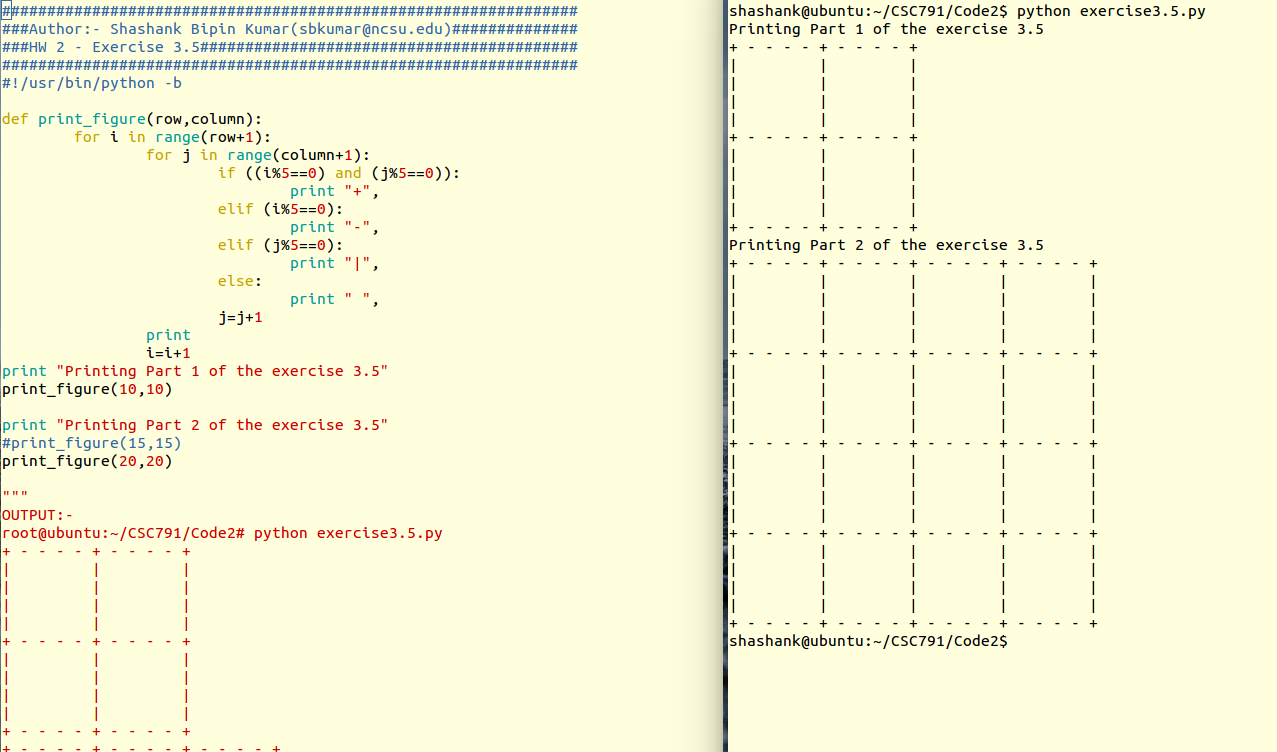 ################################################################
###Author:- Shashank Bipin Kumar(sbkumar@ncsu.edu)##############
###HW 2 - Exercise 3.5##########################################
################################################################
#!/usr/bin/python -b
def print_figure(row,column):
        for i in range(row+1):
                for j in range(column+1):
                        if ((i%5==0) and (j%5==0)):
                                print "+",
                        elif (i%5==0):
                                print "-",
                        elif (j%5==0):
                                print "|",
                        else:
                                print " ",
                        j=j+1
                print
                i=i+1
print "Printing Part 1 of the exercise 3.5"
print_figure(10,10)
print "Printing Part 2 of the exercise 3.5"
#print_figure(15,15)
print_figure(20,20)
"""
OUTPUT:-
root@ubuntu:~/CSC791/Code2# python exercise3.5.py
+ - - - - + - - - - +
|         |         |
|         |         |
|         |         |
|         |         |
+ - - - - + - - - - +
|         |         |
|         |         |
|         |         |
|         |         |
+ - - - - + - - - - +
+ - - - - + - - - - + - - - - +
shashank@ubuntu:~/CSC791/Code2$ python exercise3.5.py
Printing Part 1 of the exercise 3.5
+ - - - - + - - - - +
|         |         |
|         |         |
|         |         |
|         |         |
+ - - - - + - - - - +
|         |         |
|         |         |
|         |         |
|         |         |
+ - - - - + - - - - +
Printing Part 2 of the exercise 3.5
+ - - - - + - - - - + - - - - + - - - - +
|         |         |         |         |
|         |         |         |         |
|         |         |         |         |
|         |         |         |         |
+ - - - - + - - - - + - - - - + - - - - +
|         |         |         |         |
|         |         |         |         |
|         |         |         |         |
|         |         |         |         |
+ - - - - + - - - - + - - - - + - - - - +
|         |         |         |         |
|         |         |         |         |
|         |         |         |         |
|         |         |         |         |
+ - - - - + - - - - + - - - - + - - - - +
|         |         |         |         |
|         |         |         |         |
|         |         |         |         |
|         |         |         |         |
+ - - - - + - - - - + - - - - + - - - - +
shashank@ubuntu:~/CSC791/Code2$